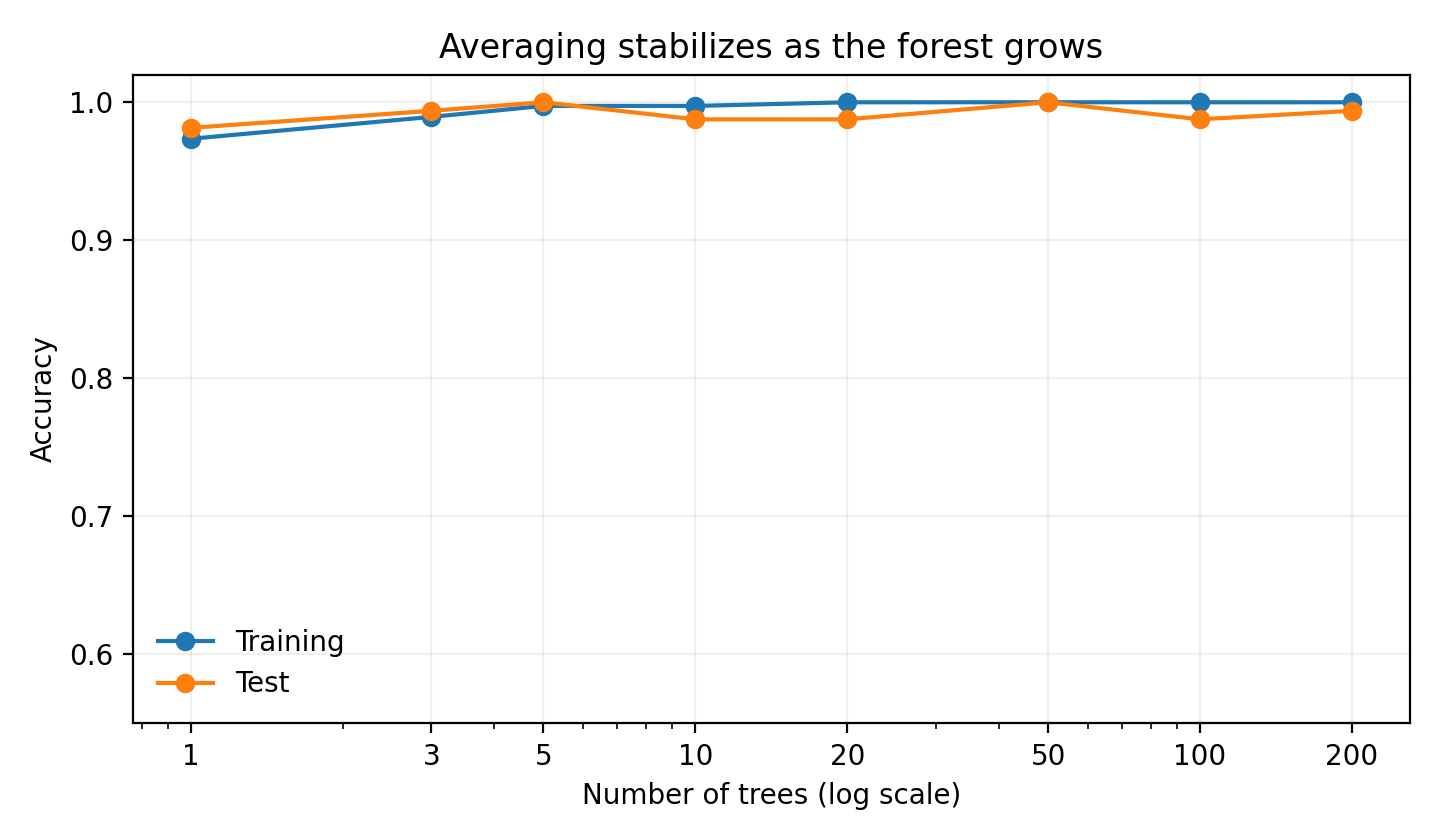 Averaging stabilizes as the forest grows
1.0
0.9
0.8
0.7
0.6
Accuracy
Training
Test
1 3 5 10 20 50 100 200
Number of trees (log scale)